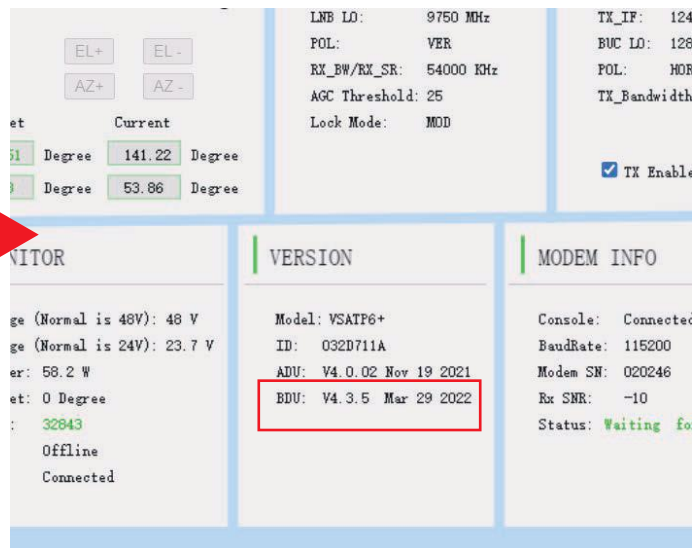 LNB LO: 9750 MHz
POL: VER
RX_BW/RX_SR: 54000 KHz
AGC Threshold: 25
Lock Mode: MOD
TX_IF: 124
BUC LO: 128
POL: HOR
TX_Bandwidth
TX Enable
EL+ EL-
AZ+ AZ-
et Current
51 Degree 141.22 Degree
Degree 53.86 Degree
NITOR
ge (Normal is 48V): 48 V
ge (Normal is 24V): 23.7 V
er: 58.2 W
et: 0 Degree
: 32843
Offline
Connected
VERSION
Model: VSATP6+
ID: 032D711A
ADU: V4.0.02 Nov 19 2021
BDU: V4.3.5 Mar 29 2022
MODEM INFO
Console: Connected
BaudRate: 115200
Modem SN: 020246
Rx SNR: -10
Status: Waiting fo